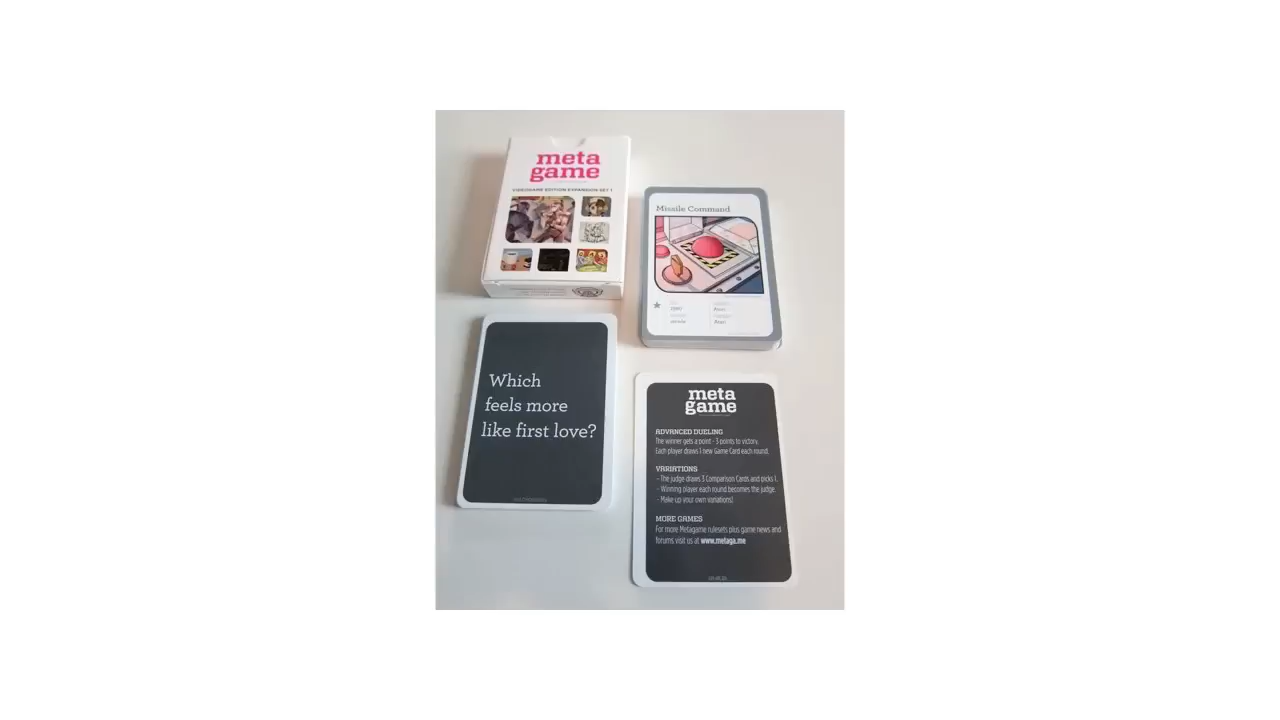 meta
game
VIDEOGAME EDITION EXPANSION SET 1
Missile Command
1980
Atari
Atari
Which
feels more
like first love?
meta
game
ADVANCED DUELING
The winner gets a point - 3 points to victory.
Each player draws 1 new Game Card each round.
VARIATIONS
- The judge draws 3 Comparison Cards and picks 1.
- Winning player each round becomes the judge.
- Make up your own variations!
MORE GAMES
For more Metagame rulesets plus game news and
forums visit us at www.metaga.me